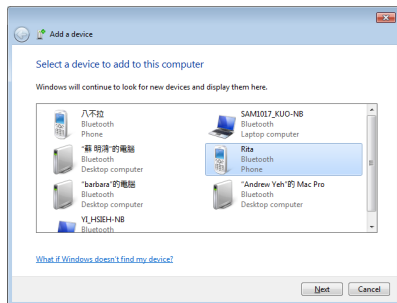 Add a device
Select a device to add to this computer
Windows will continue to look for new devices and display them here.
八不拉
Bluetooth
Phone
SAM1017_KUO-NB
Bluetooth
Laptop computer
"蘇 明鴻"的電腦
Bluetooth
Desktop computer
Rita
Bluetooth
Phone
"barbara"的電腦
Bluetooth
Desktop computer
"Andrew Yeh"的 Mac Pro
Bluetooth
Desktop computer
YJ_HSIEH-NB
Bluetooth
What if Windows doesn't find my device?
Next
Cancel